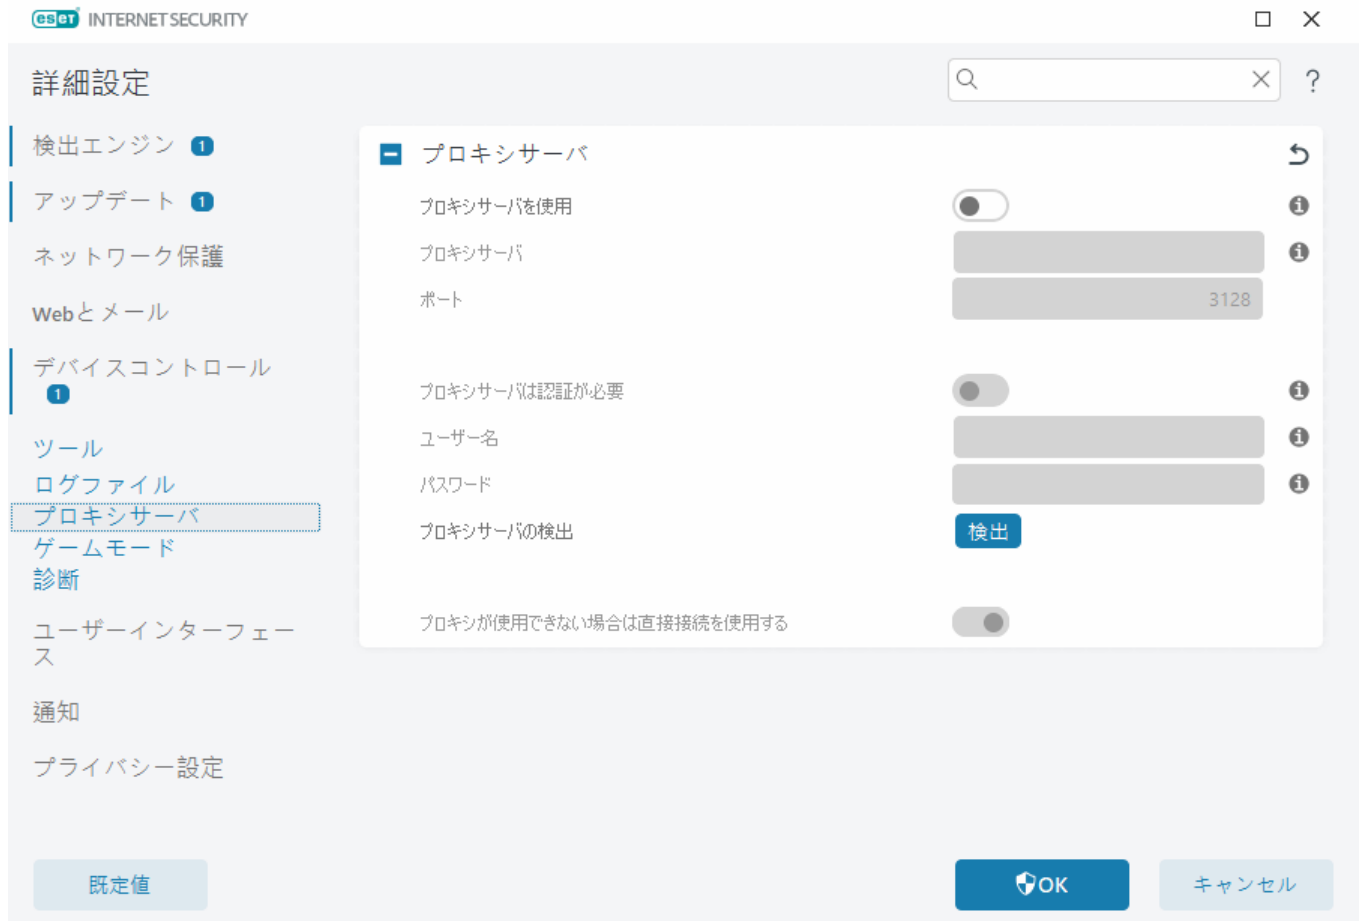 eset INTERNET SECURITY
詳細設定
検出エンジン 1
アップデート 1
ネットワーク保護
Webとメール
デバイスコントロール
1
ツール
ログファイル
プロキシサーバ
ゲームモード
診断
ユーザーインターフェー
ス
通知
プライバシー設定
プロキシサーバ
プロキシサーバを使用
プロキシサーバ
ポート 3128
プロキシサーバは認証が必要
ユーザー名
パスワード
プロキシサーバの検出 検出
プロキシが使用できない場合は直接接続を使用する
既定値 OK キャンセル